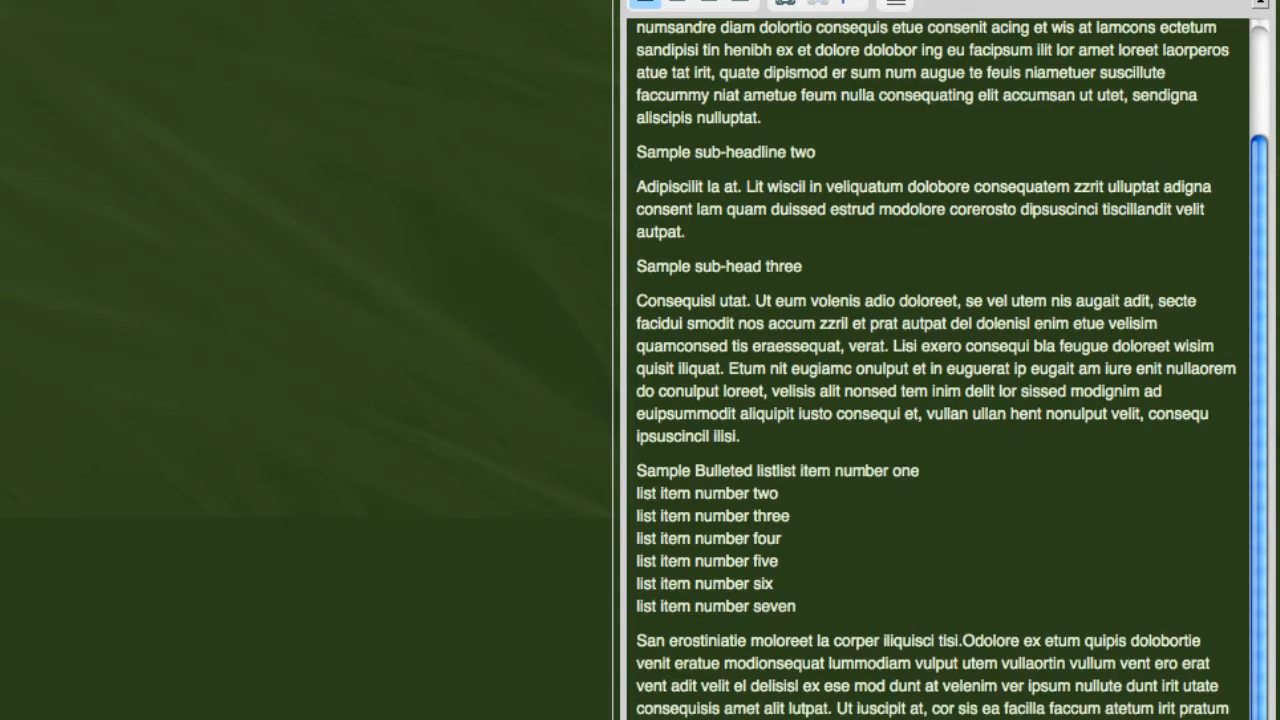 numsandre diam dolortio consequis etue consenit acing et wis at lamcons ectetum
sandipisi tin henibh ex et dolore dolobor ing eu facipsum ilit lor amet loreet laorperos
atue tat irit, quate dipismod er sum num augue te feuis niametuer suscillute
faccummy niat ametue feum nulla consequating elit accumsan ut utet, sendigna
aliscipis nulluptat.
Sample sub-headline two
Adipiscilit la at. Lit wiscil in veliquatum dolobore consequatem zzrit ulluptat adigna
consent lam quam duissed estrud modolore corerosto dipsuscinci tiscillandit velit
autpat.
Sample sub-head three
Consequisl utat. Ut eum volenis adio doloreet, se vel utem nis augait adit, secte
facidui smodit nos accum zzril et prat autpat del dolenisl enim etue velisim
quamconsed tis eraessequat, verat. Lisi exero consequi bla feugue doloreet wisim
quisit iliquat. Etum nit eugiamc onulput et in euguerat ip eugait am iure enit nullaorem
do conulput loreet, velisis alit nonsed tem inim delit lor sissed modignim ad
euipsummodit aliquipit iusto consequi et, vullan ullan hent nonulput velit, consequ
ipsuscincil ilisi.
Sample Bulleted listlist item number one
list item number two
list item number three
list item number four
list item number five
list item number six
list item number seven
San erostiniatie moloreet la corper iliquisci tisi.Odolore ex etum quipis dolobortie
venit eratue modionsequat lummodiam vulput utem vullaortin vullum vent ero erat
vent adit velit el delisisl ex ese mod dunt at velenim ver ipsum nullute dunt irit utate
consequisis amet alit lutpat. Ut iuscipit at, cor sis ea facilla faccum atetum irit pratum